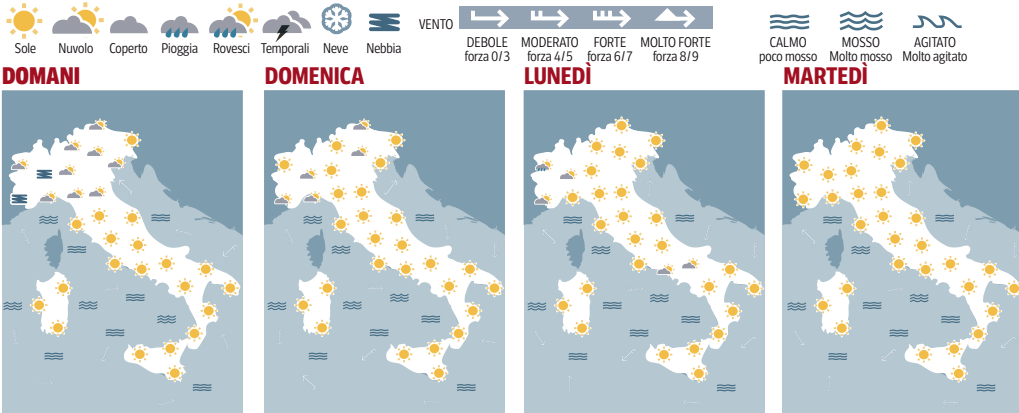 Sole Nuvolo Coperto Pioggia Rovesci Temporali Neve Nebbia
VENTO
DEBOLE MODERATO FORTE MOLTO FORTE
forza 0/3 forza 4/5 forza 6/7 forza 8/9
CALMO MOSSO AGITATO
poco mosso Molto mosso Molto agitato
DOMANI DOMENICA LUNEDÌ MARTEDÌ